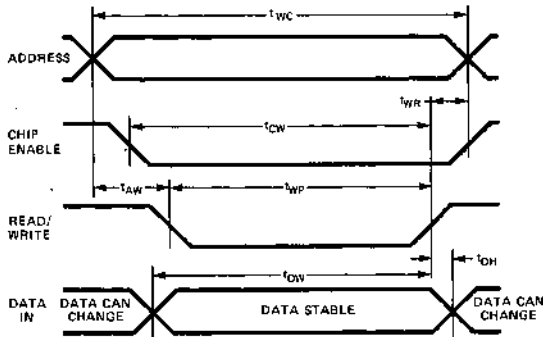 tWC
ADDRESS
tWR
tCW
CHIP
ENABLE
tAW
tWP
READ/
WRITE
tDH
tDW
DATA
IN
DATA CAN
CHANGE
DATA STABLE
DATA CAN
CHANGE